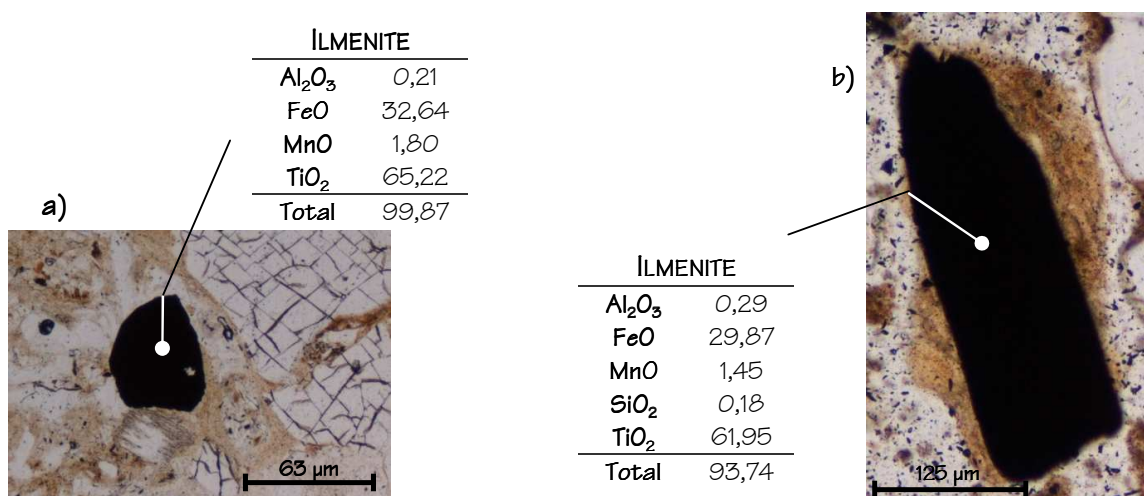 a)
ILMENITE
Al₂O₃ 0,21
FeO 32,64
MnO 1,80
TiO₂ 65,22
Total 99,87
63 µm
ILMENITE
Al₂O₃ 0,29
FeO 29,87
MnO 1,45
SiO₂ 0,18
TiO₂ 61,95
Total 93,74
b)
125 µm